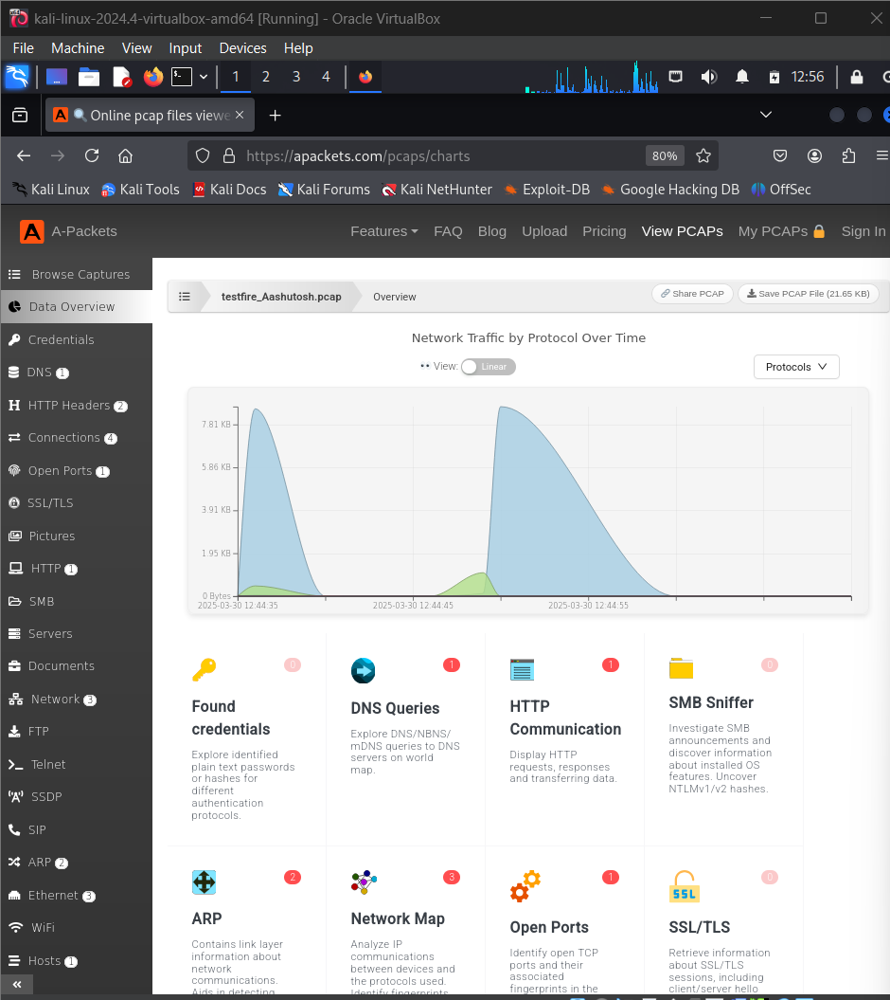 kali-linux-2024.4-virtualbox-amd64 [Running] - Oracle VirtualBox
File Machine View Input Devices Help
1 2 3 4 12:56
Online pcap files viewe
https://apackets.com/pcaps/charts 80%
Kali Linux Kali Tools Kali Docs Kali Forums Kali NetHunter Exploit-DB Google Hacking DB OffSec
A A-Packets Features FAQ Blog Upload Pricing View PCAPs My PCAPs Sign In
Browse Captures
Data Overview
Credentials
DNS 1
HTTP Headers 2
Connections 4
Open Ports 1
SSL/TLS
Pictures
HTTP 1
SMB
Servers
Documents
Network 3
FTP
Telnet
SSDP
SIP
ARP 2
Ethernet 3
WiFi
Hosts 1
«
testfire_Aashutosh.pcap Overview Share PCAP Save PCAP File (21.65 KB)
Network Traffic by Protocol Over Time
View: Linear Protocols
7.81 KB
5.86 KB
3.91 KB
1.95 KB
0 Bytes
2025-03-30 12:44:35 2025-03-30 12:44:45 2025-03-30 12:44:55
0
Found
credentials
Explore identified
plain text passwords
or hashes for
different
authentication
protocols.
1
DNS Queries
Explore DNS/NBNS/
mDNS queries to DNS
servers on world
map.
1
HTTP
Communication
Display HTTP
requests, responses
and transferring data.
0
SMB Sniffer
Investigate SMB
announcements and
discover information
about installed OS
features. Uncover
NTLMv1/v2 hashes.
2
ARP
Contains link layer
information about
network
communications.
Aids in detecting
3
Network Map
Analyze IP
communications
between devices and
the protocols used.
Identify fingerprints
1
Open Ports
Identify open TCP
ports and their
associated
fingerprints in the
0
SSL
SSL/TLS
Retrieve information
about SSL/TLS
sessions, including
client/server hello